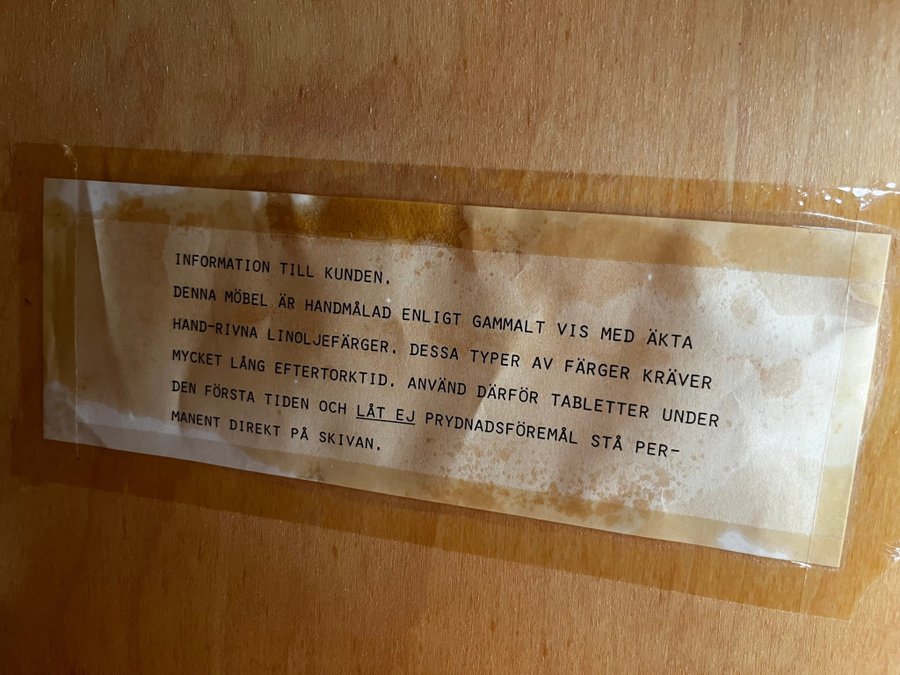 INFORMATION TILL KUNDEN.
DENNA MÖBEL ÄR HANDMÅLAD ENLIGT GAMMALT VIS MED ÄKTA
HAND-RIVNA LINOLJEFÄRGER. DESSA TYPER AV FÄRGER KRÄVER
MYCKET LÅNG EFTERTORKTID. ANVÄND DÄRFÖR TABLETTER UNDER
DEN FÖRSTA TIDEN OCH LÅT EJ PRYDNADSFÖREMÅL STÅ PER-
MANENT DIREKT PÅ SKIVAN.